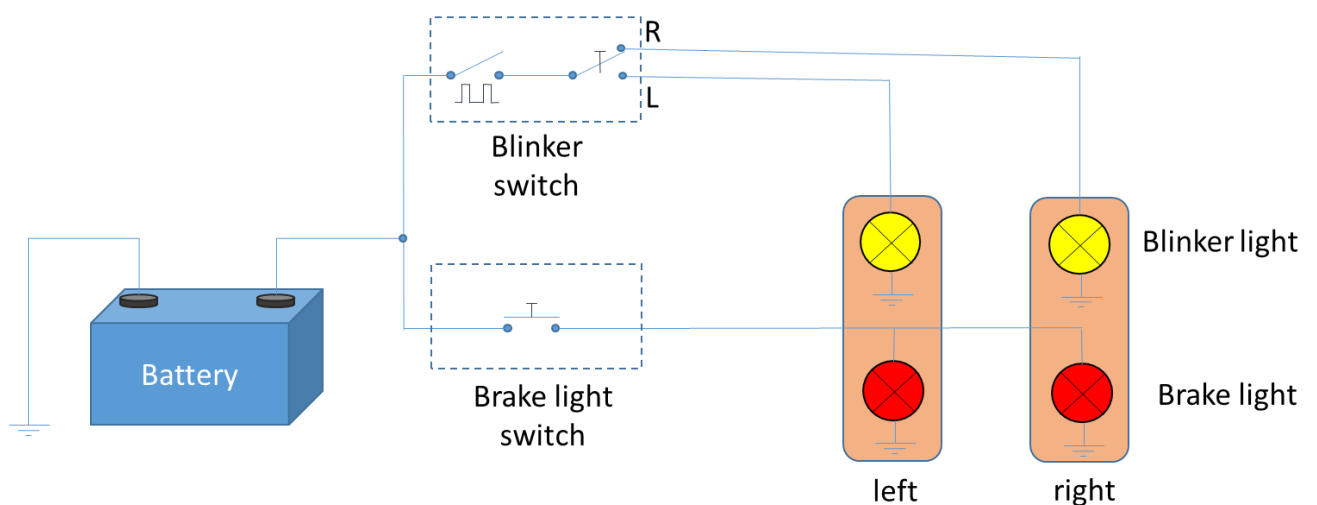 R
L
Blinker
switch
Blinker light
Battery
Brake light
switch
Brake light
left
right